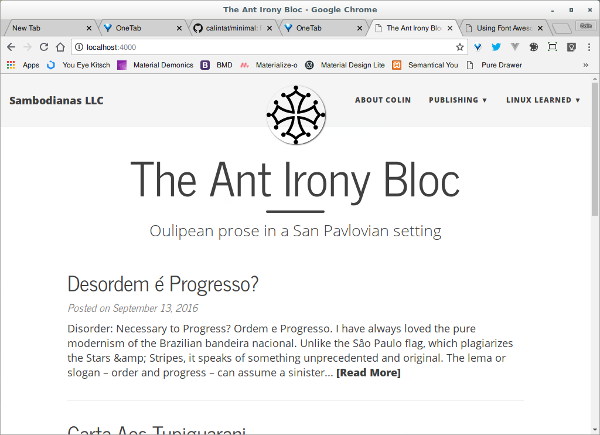 The Ant Irony Bloc - Google Chrome
New Tab
OneTab
calintat/minimal:
OneTab
The Ant Irony Bloc
Using Font Awes
localhost:4000
You Eye Kitsch
Material Demonics
BMD
Materialize-o
Material Design Lite
Semantical You
Pure Drawer
Sambodianas LLC
ABOUT COLIN
PUBLISHING ▼
LINUX LEARNED ▼
The Ant Irony Bloc
Oulipean prose in a San Pavlovian setting
Desordem é Progresso?
Posted on September 13, 2016
Disorder: Necessary to Progress? Ordem e Progresso. I have always loved the pure
modernism of the Brazilian bandeira nacional. Unlike the São Paulo flag, which plagiarizes
the Stars &amp; Stripes, it speaks of something unprecedented and original. The lema or
slogan – order and progress – can assume a sinister... [Read More]
Carta Aos Tupiguarani